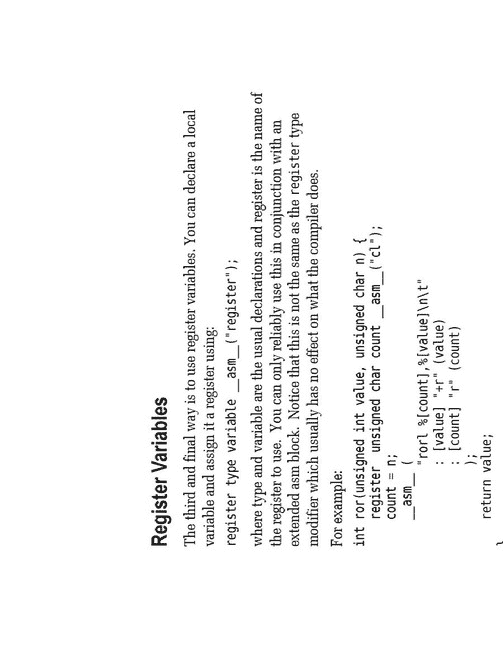 Register Variables
The third and final way is to use register variables. You can declare a local
variable and assign it a register using:
register type variable __asm__("register");
where type and variable are the usual declarations and register is the name of
the register to use. You can only reliably use this in conjunction with an
extended asm block. Notice that this is not the same as the register type
modifier which usually has no effect on what the compiler does.
For example:
int ror(unsigned int value, unsigned char n) {
register unsigned char count __asm__("cl");
count = n;
__asm__ (
"rorl %[count],%[value]\n\t"
: [value] "+r" (value)
: [count] "r" (count)
);
return value;
}